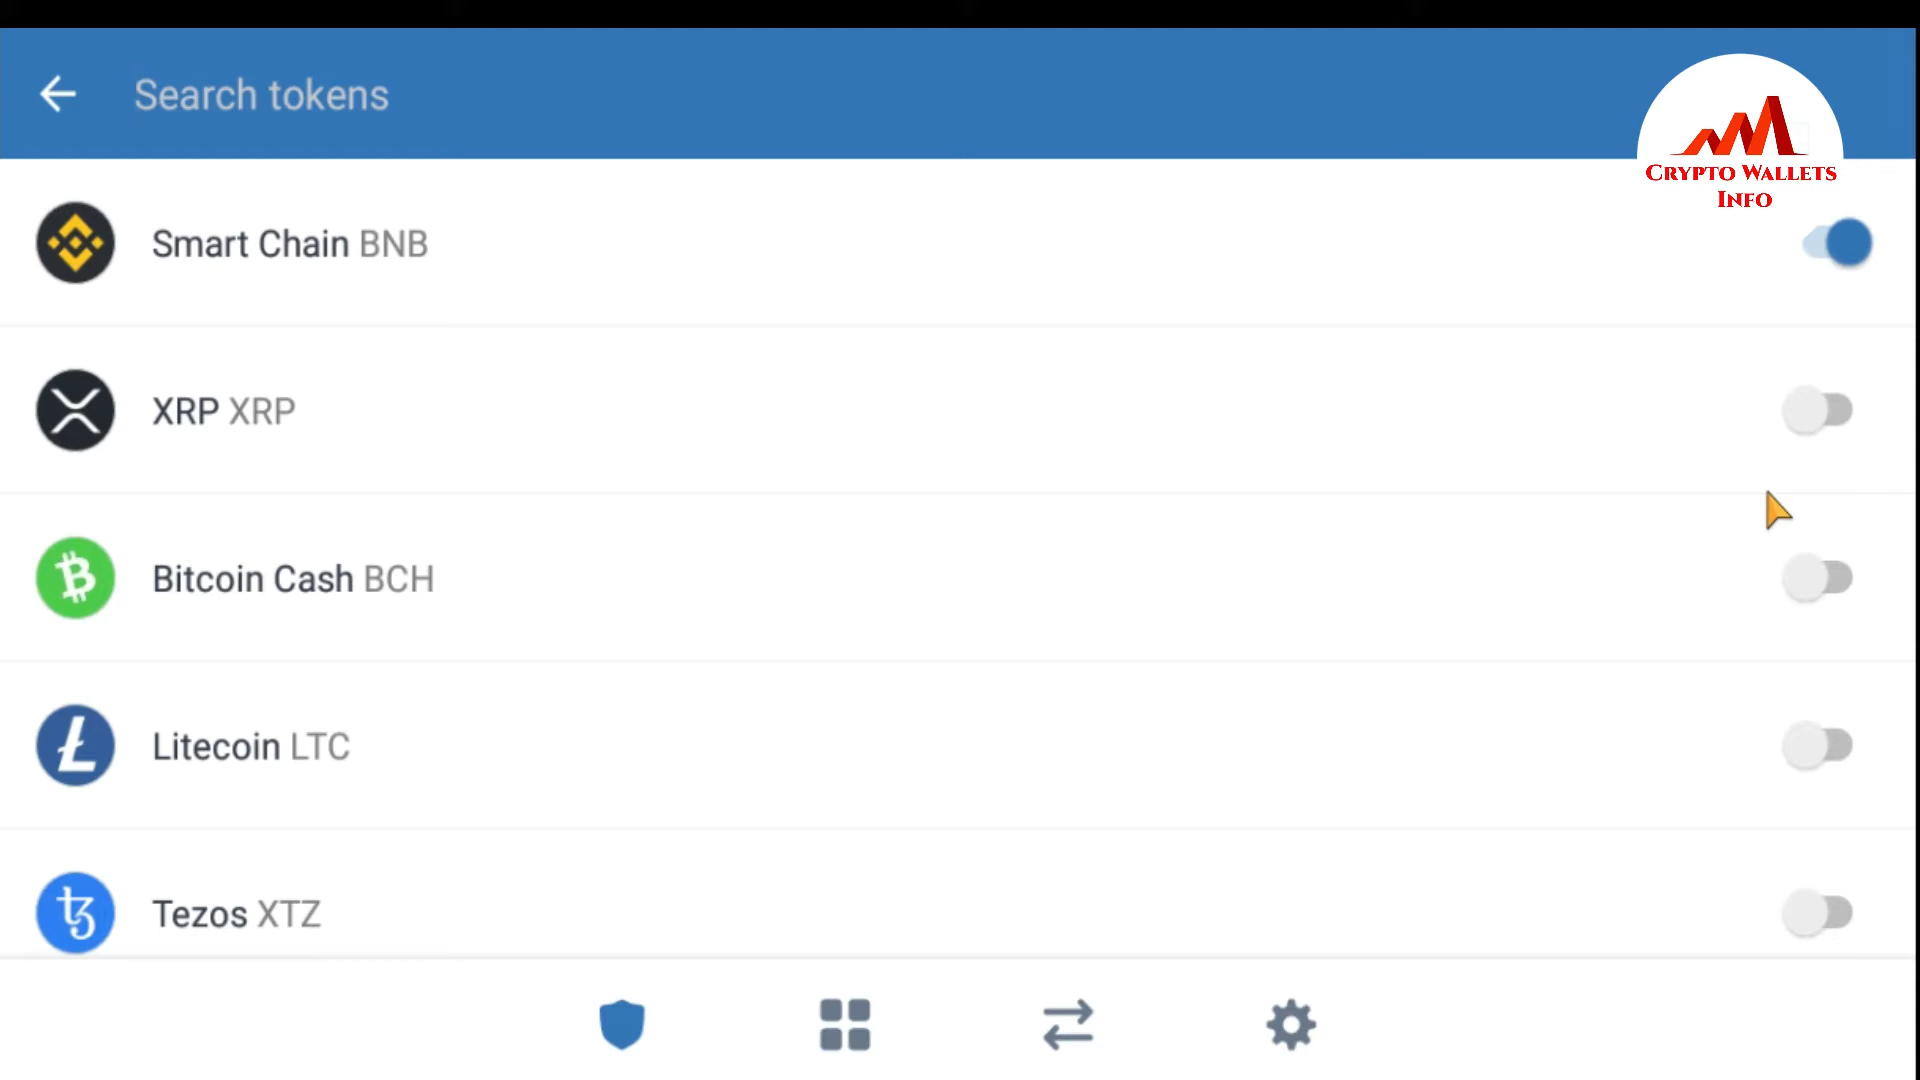 Search tokens
CRYPTO WALLETS
INFO
Smart Chain BNB
XRP XRP
Bitcoin Cash BCH
Litecoin LTC
Tezos XTZ